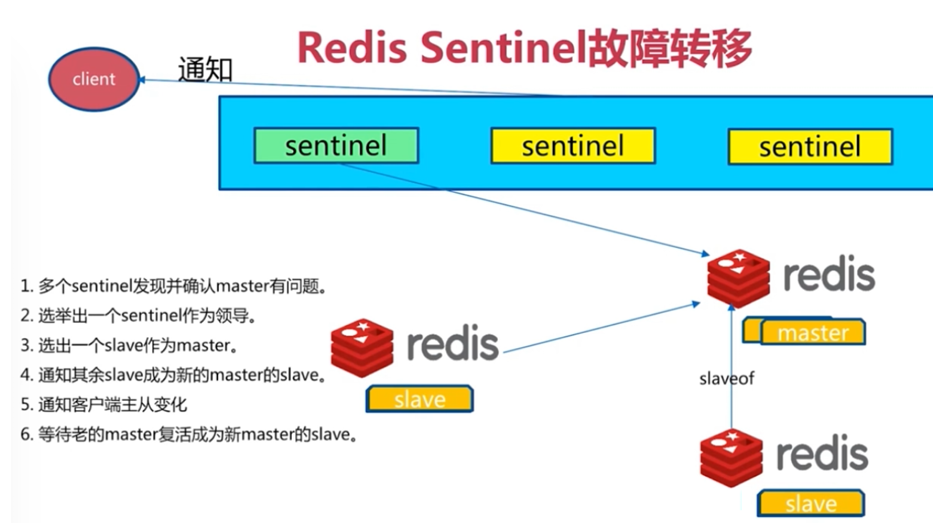 Redis Sentinel故障转移
client
通知
sentinel
sentinel
sentinel
redis
master
1. 多个sentinel发现并确认master有问题。
2. 选举出一个sentinel作为领导。
3. 选出一个slave作为master。
4. 通知其余slave成为新的master的slave。
5. 通知客户端主从变化
6. 等待老的master复活成为新master的slave。
redis
slave
slaveof
redis
slave